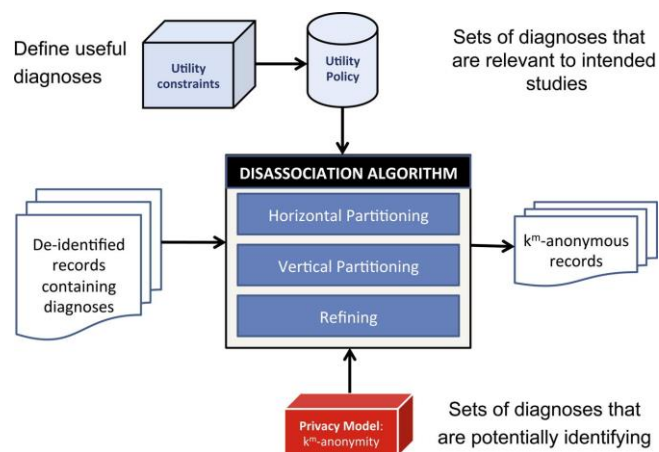 Define useful
diagnoses
Utility
constraints
Utility
Policy
Sets of diagnoses that
are relevant to intended
studies
DISASSOCIATION ALGORITHM
Horizontal Partitioning
Vertical Partitioning
Refining
De-identified
records
containing
diagnoses
kᵐ-anonymous
records
Privacy Model:
kᵐ-anonymity
Sets of diagnoses that
are potentially identifying